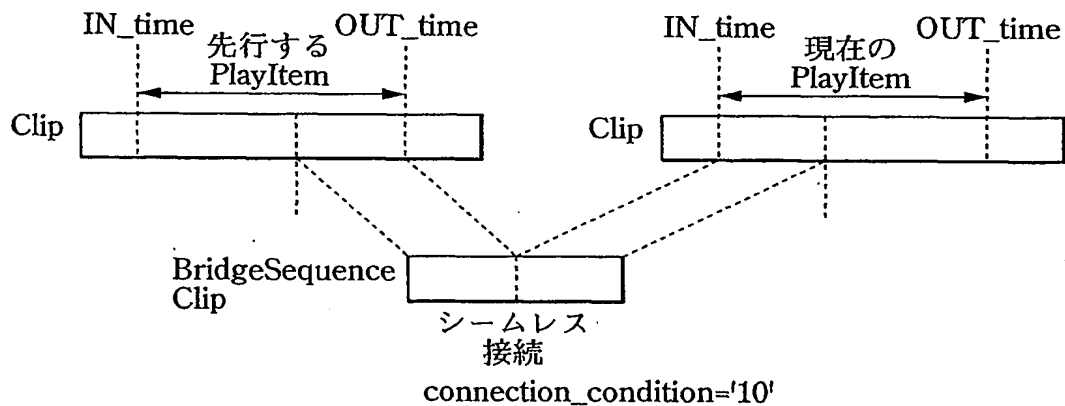 IN_time
先行する
PlayItem
OUT_time
IN_time
現在の
PlayItem
OUT_time
Clip
Clip
BridgeSequence
Clip
シームレス
接続
connection_condition='10'